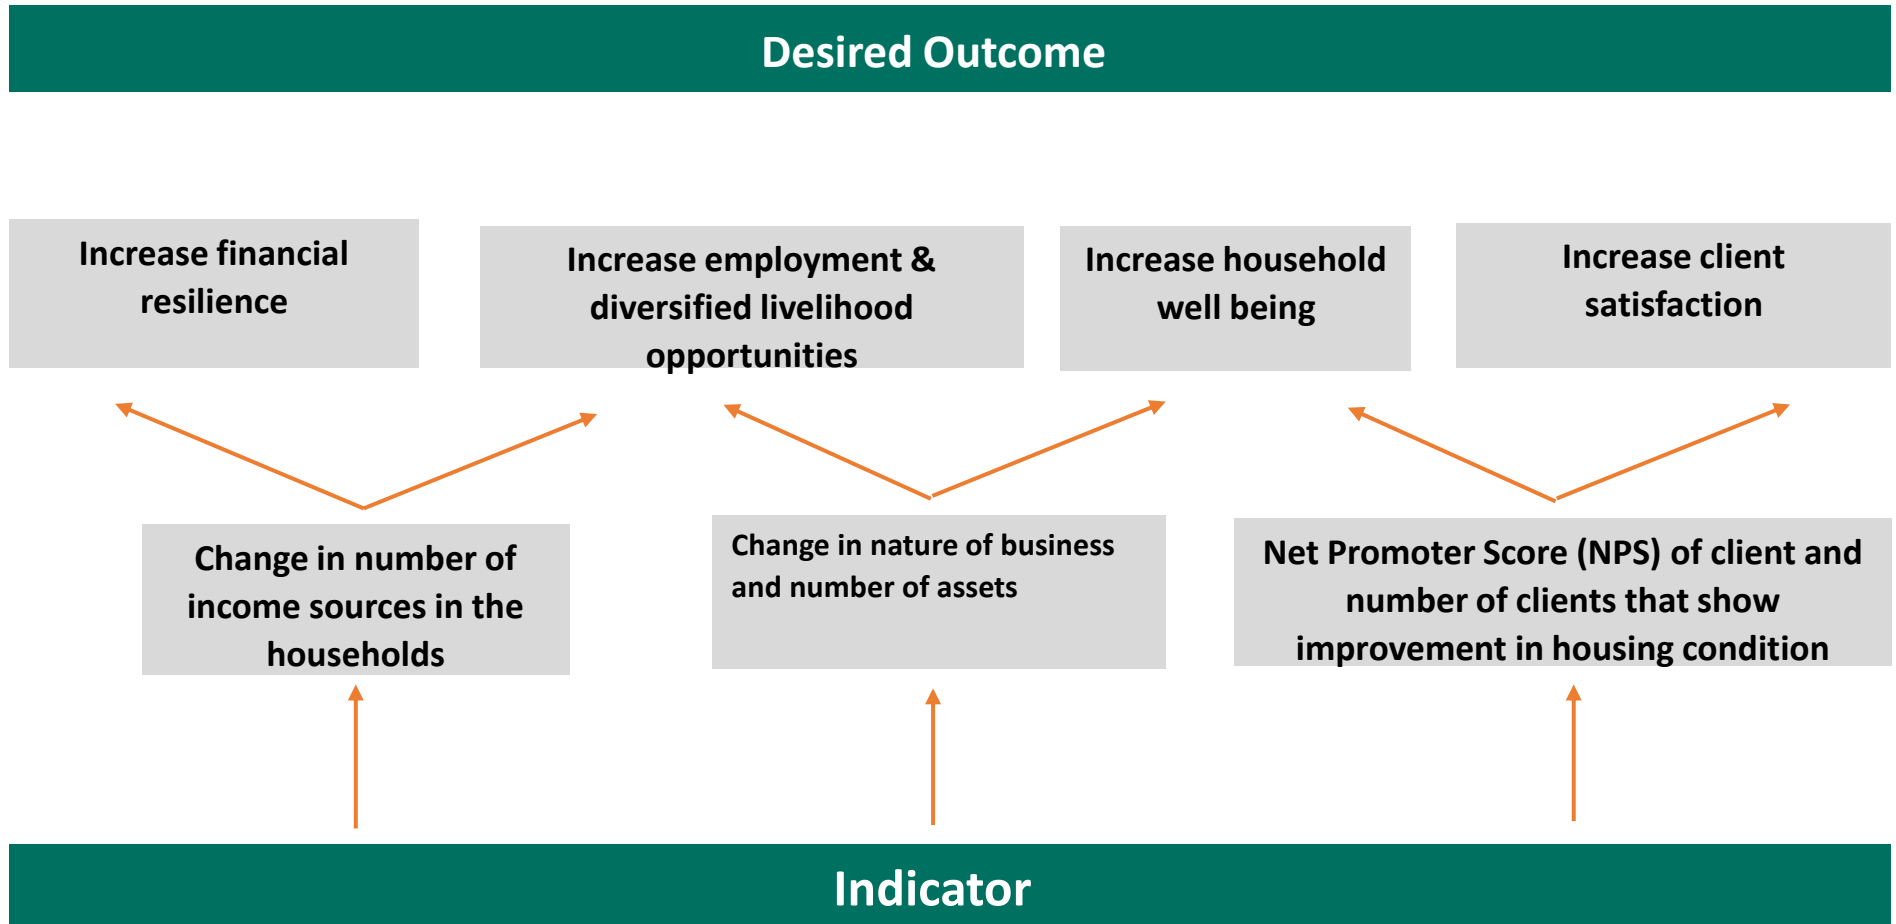 Desired Outcome
Increase financial
resilience
Increase employment &
diversified livelihood
opportunities
Increase household
well being
Increase client
satisfaction
Change in number of
income sources in the
households
Change in nature of business
and number of assets
Net Promoter Score (NPS) of client and
number of clients that show
improvement in housing condition
Indicator